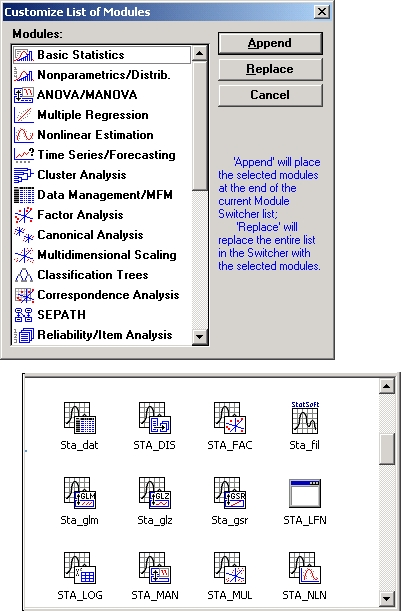 Customize List of Modules
Modules:
Basic Statistics
Nonparametrics/Distrib.
ANOVA/MANOVA
Multiple Regression
Nonlinear Estimation
Time Series/Forecasting
Cluster Analysis
Data Management/MFM
Factor Analysis
Canonical Analysis
Multidimensional Scaling
Classification Trees
Correspondence Analysis
SEPATH
Reliability/Item Analysis
Append
Replace
Cancel
'Append' will place
the selected modules
at the end of the
current Module
Switcher list;
'Replace' will
replace the entire list
in the Switcher with
the selected modules.
StatSoft
Sta_dat STA_DIS STA_FAC Sta_fil
GLM GLZ GSR
Sta_glm Sta_glz Sta_gsr STA_LFN
STA_LOG STA_MAN STA_MUL STA_NLN